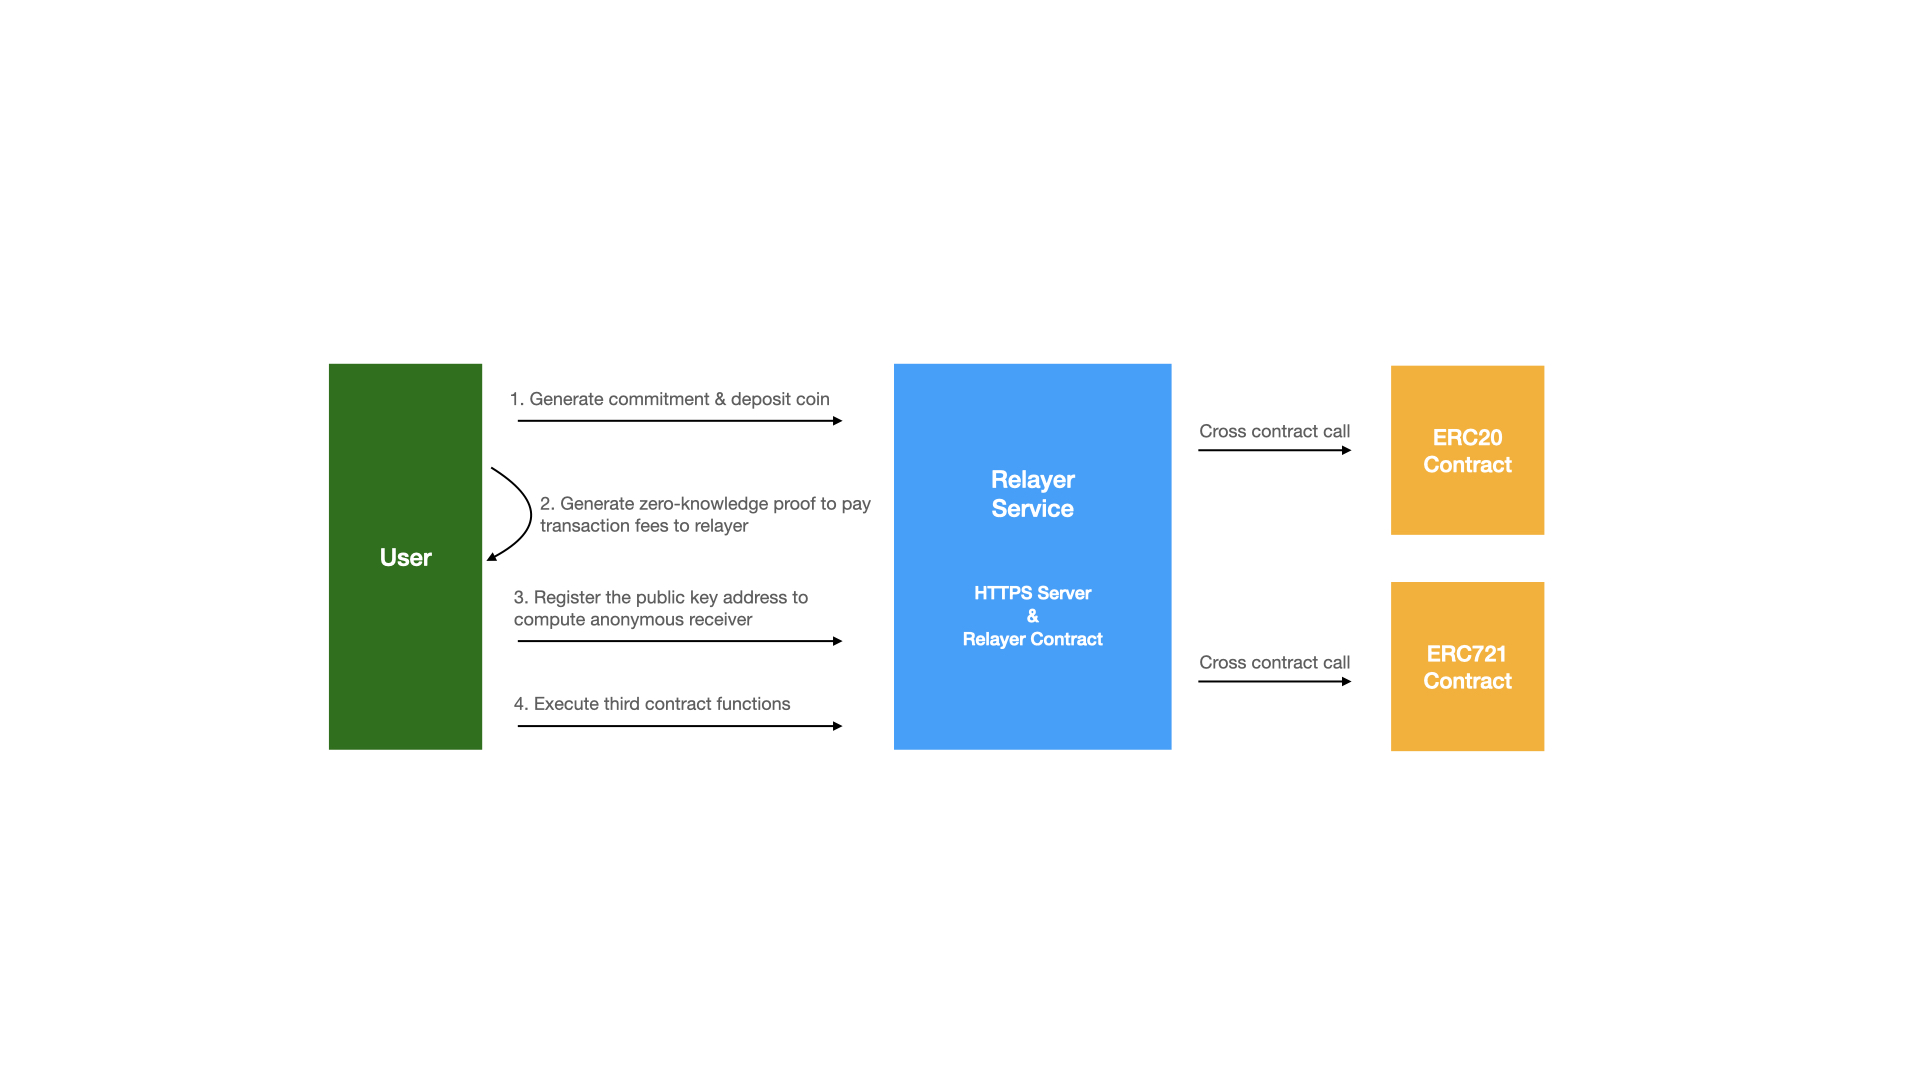 User
1. Generate commitment & deposit coin
2. Generate zero-knowledge proof to pay
transaction fees to relayer
3. Register the public key address to
compute anonymous receiver
4. Execute third contract functions
Relayer
Service
HTTPS Server
&
Relayer Contract
Cross contract call
Cross contract call
ERC20
Contract
ERC721
Contract